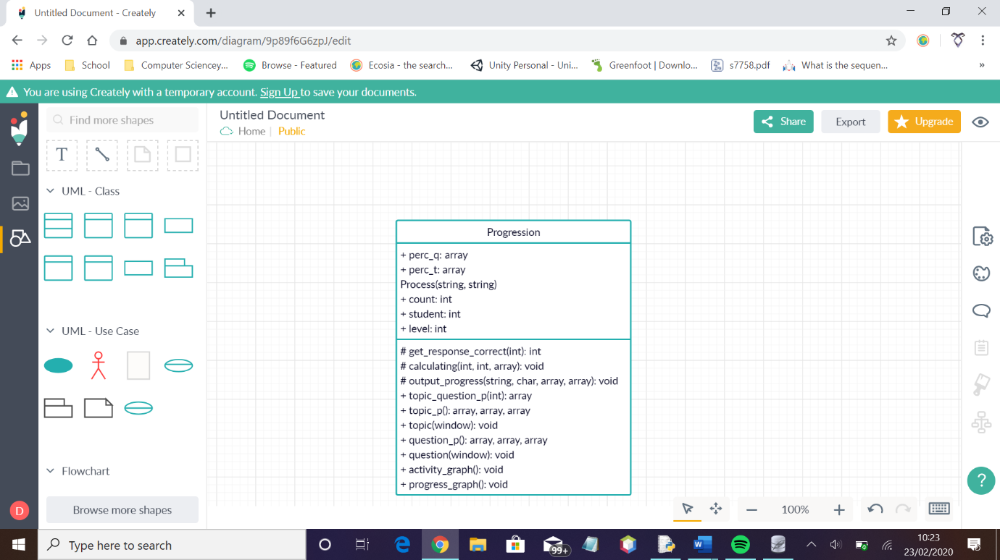 Untitled Document - Creately
app.creately.com/diagram/9p89f6G6zpJ/edit
Apps School Computer Sciencey... Browse - Featured Ecosia - the search... Unity Personal - Uni... Greenfoot | Downlo... s7758.pdf What is the sequen... »
You are using Creately with a temporary account. Sign Up to save your documents.
Find more shapes
Untitled Document
Home | Public
Share Export Upgrade
T
UML - Class
UML - Use Case
Flowchart
Browse more shapes
D
Progression
+ perc_q: array
+ perc_t: array
Process(string, string)
+ count: int
+ student: int
+ level: int
# get_response_correct(int): int
# calculating(int, int, array): void
# output_progress(string, char, array, array): void
+ topic_question_p(int): array
+ topic_p(): array, array, array
+ topic(window): void
+ question_p(): array, array, array
+ question(window): void
+ activity_graph(): void
+ progress_graph(): void
100%
?
Type here to search
99+
10:23
23/02/2020